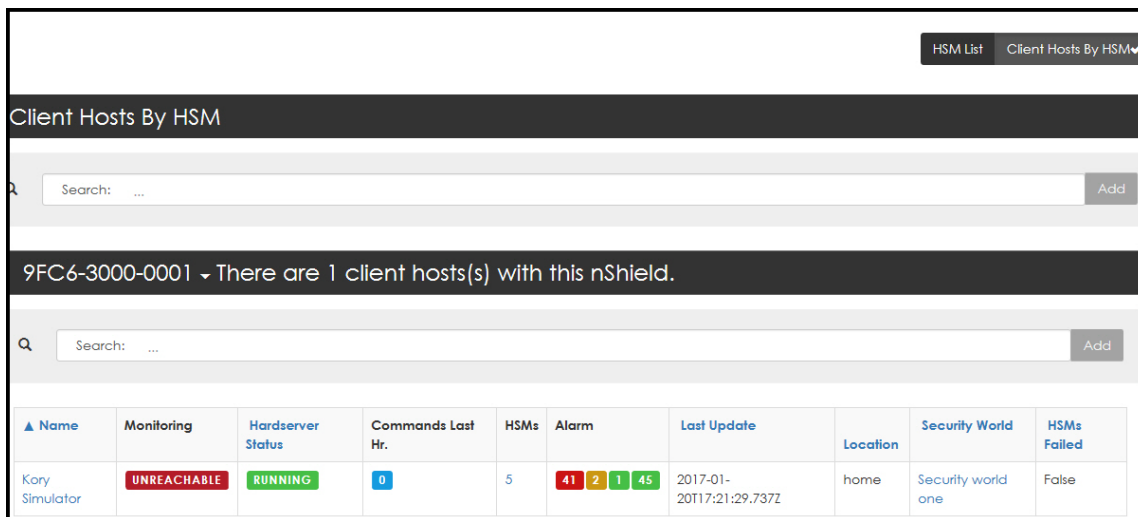 HSM List Client Hosts By HSM
Client Hosts By HSM
Search: ... Add
9FC6-3000-0001 There are 1 client hosts(s) with this nShield.
Search: ... Add
▲ Name Monitoring Hardserver Status Commands Last Hr. HSMs Alarm Last Update Location Security World HSMs Failed
Kory Simulator UNREACHABLE RUNNING 0 5 41 2 1 45 2017-01-20T17:21:29.737Z home Security world one False